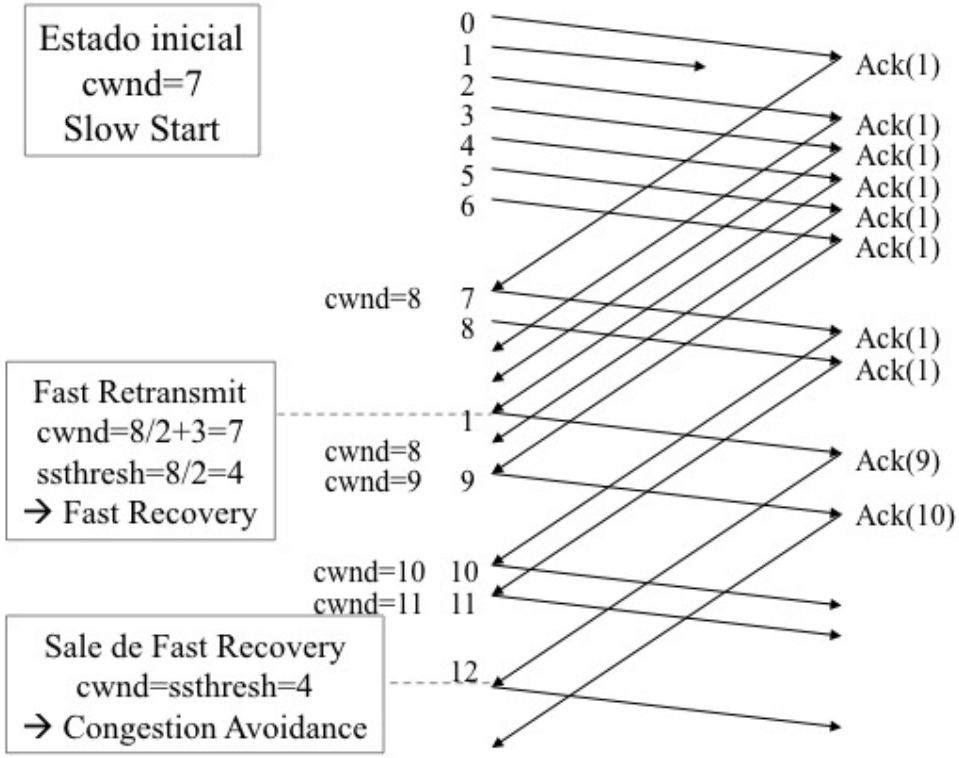 Estado inicial
cwnd=7
Slow Start
0
1
2
3
4
5
6
Ack(1)
Ack(1)
Ack(1)
Ack(1)
Ack(1)
Ack(1)
cwnd=8 7
8
Ack(1)
Ack(1)
Fast Retransmit
cwnd=8/2+3=7
ssthresh=8/2=4
→ Fast Recovery
1
cwnd=8
cwnd=9 9
Ack(9)
Ack(10)
cwnd=10 10
cwnd=11 11
Sale de Fast Recovery
cwnd=ssthresh=4
→ Congestion Avoidance
12